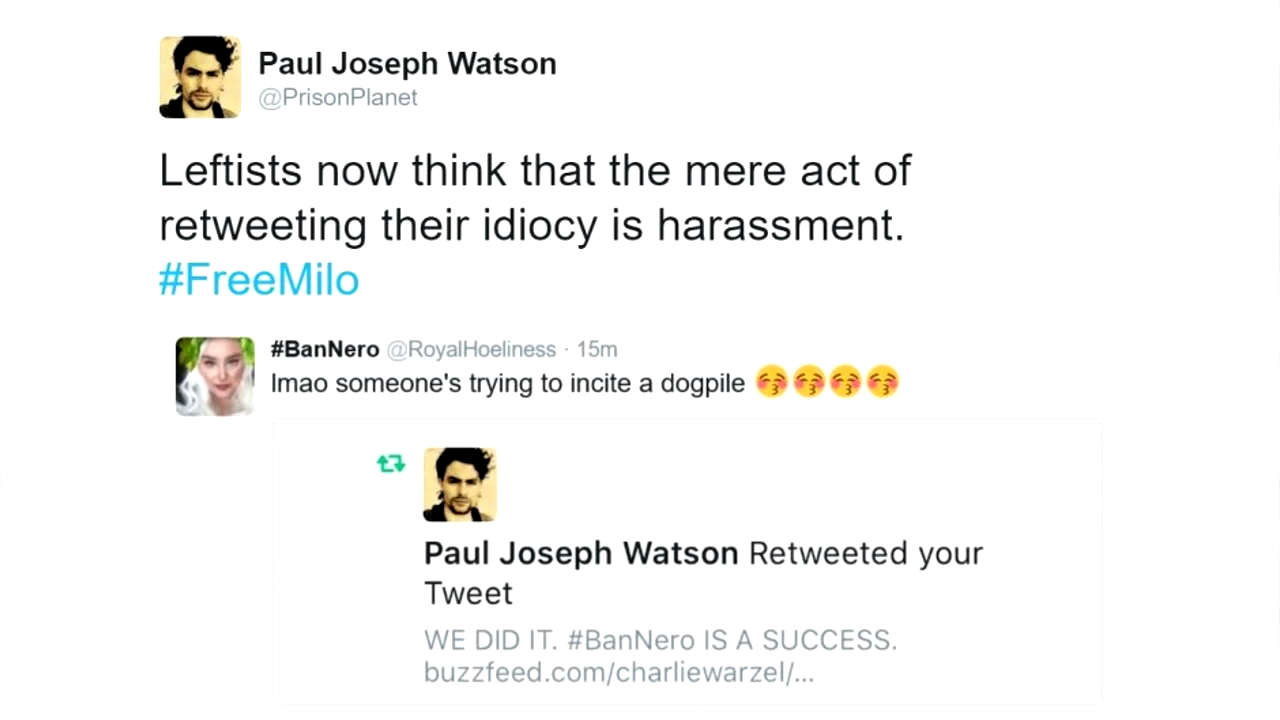 Paul Joseph Watson
@PrisonPlanet
Leftists now think that the mere act of
retweeting their idiocy is harassment.
#FreeMilo
#BanNero @RoyalHoeliness · 15m
lmao someone's trying to incite a dogpile 😚😚😚😚
Paul Joseph Watson Retweeted your
Tweet
WE DID IT. #BanNero IS A SUCCESS.
buzzfeed.com/charliewarzel/...